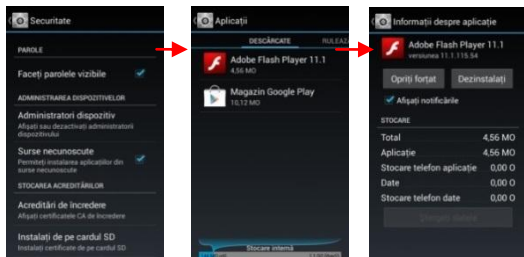 Securitate
PAROLE
Faceți parolele vizibile
ADMINISTRAREA DISPOZITIVELOR
Administratori dispozitiv
Afișați sau dezactivați administratorii
dispozitivului
Surse necunoscute
Permiteți instalarea aplicațiilor din
surse necunoscute
STOCAREA ACREDITĂRILOR
Acreditări de încredere
Afișați certificatele CA de încredere
Instalați de pe cardul SD
Instalați certificate de pe cardul SD
Aplicații
DESCĂRCATE
RULEAZĂ
Adobe Flash Player 11.1
4,56 MO
Magazin Google Play
10,12 MO
Stocare internă
Informații despre aplicație
Adobe Flash Player 11.1
versiunea 11.1.115.54
Opriți forțat
Dezinstalați
Afișați notificările
STOCARE
Total 4,56 MO
Aplicație 4,56 MO
Stocare telefon aplicație 0,00 O
Date 0,00 O
Stocare telefon date 0,00 O
Ștergeți datele